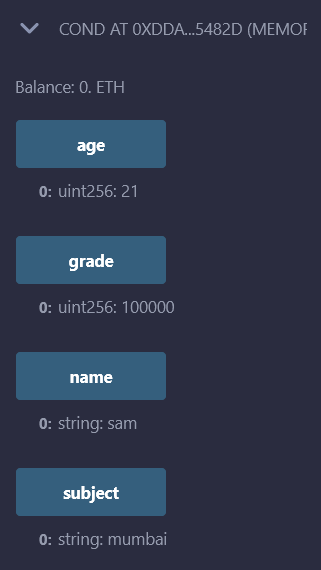 COND AT 0XDDA...5482D (MEMOR
Balance: 0. ETH
age
0: uint256: 21
grade
0: uint256: 100000
name
0: string: sam
subject
0: string: mumbai